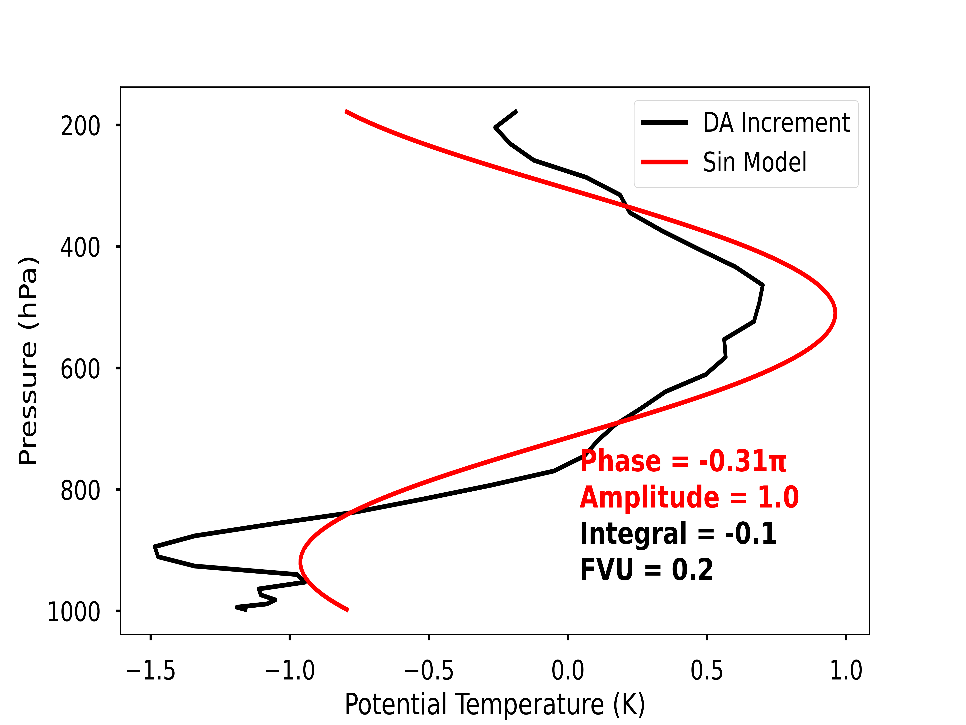 DA Increment
Sin Model
200
400
600
800
1000
Pressure (hPa)
Phase = -0.31π
Amplitude = 1.0
Integral = -0.1
FVU = 0.2
−1.5 −1.0 −0.5 0.0 0.5 1.0
Potential Temperature (K)